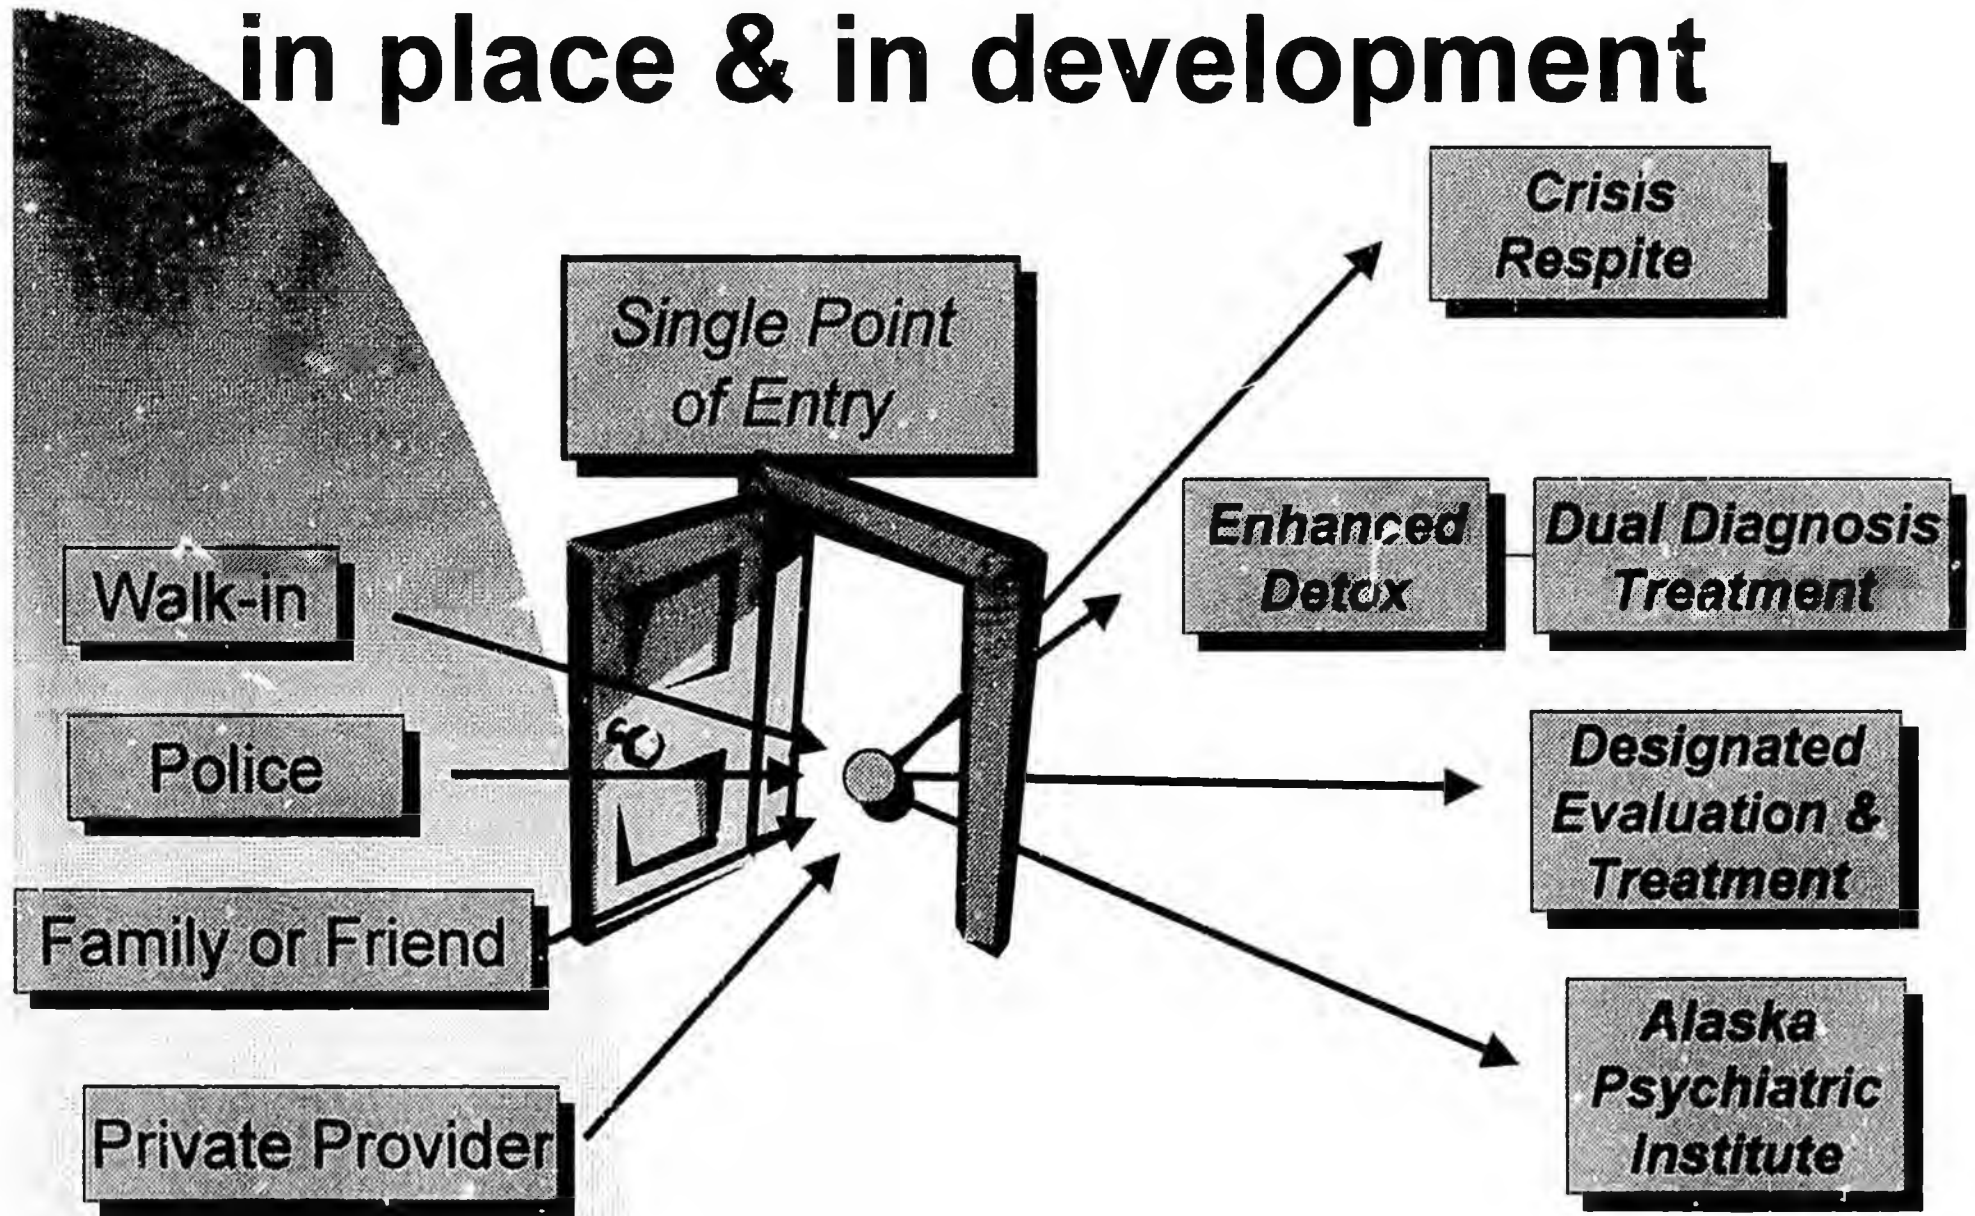 in place & in development
Single Point
of Entry
Walk-in
Police
Family or Friend
Private Provider
Crisis
Respite
Enhanced
Detox
Dual Diagnosis
Treatment
Designated
Evaluation &
Treatment
Alaska
Psychiatric
Institute